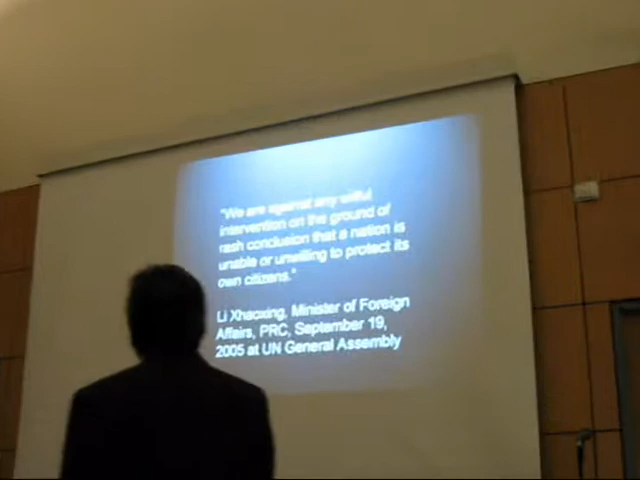 "We are against any willful
intervention on the ground of
rash conclusion that a nation is
unable or unwilling to protect its
own citizens."
Li Xhaoxing, Minister of Foreign
Affairs, PRC, September 19,
2005 at UN General Assembly